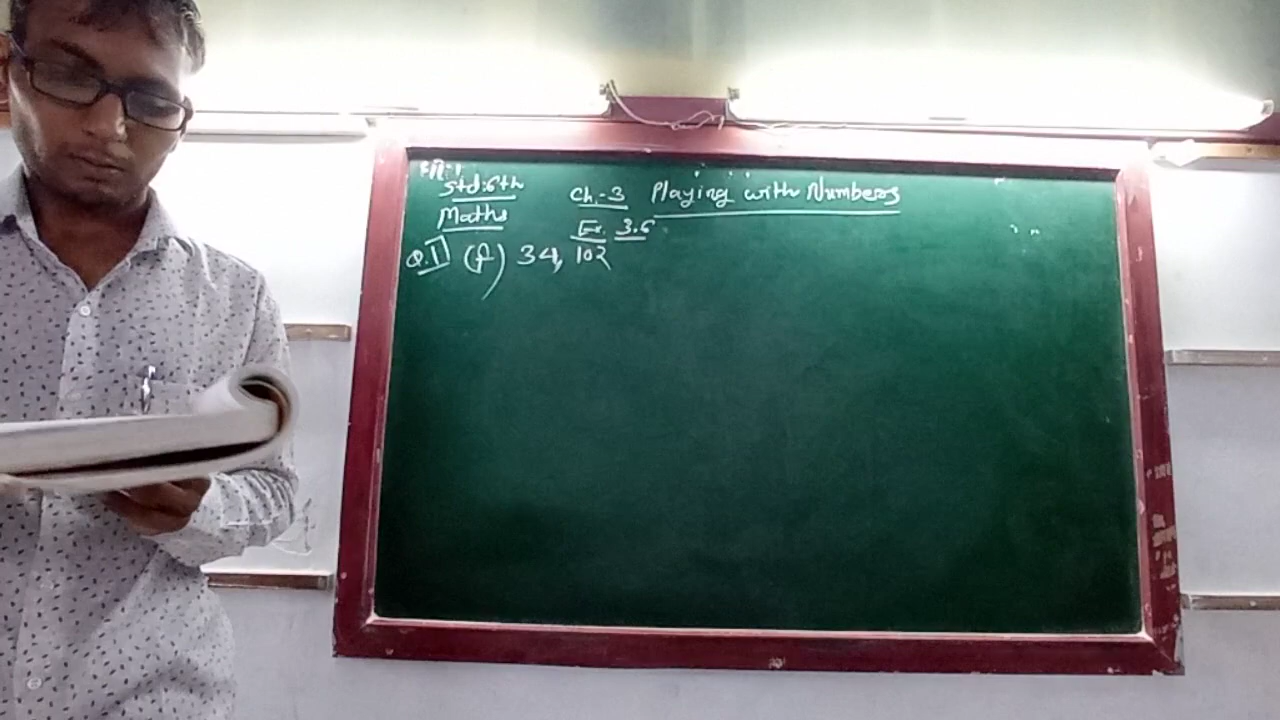 Std:6th Ch.-3 Playing with Numbers
Maths Ex. 3.6
Q.1 (f) 34, 102